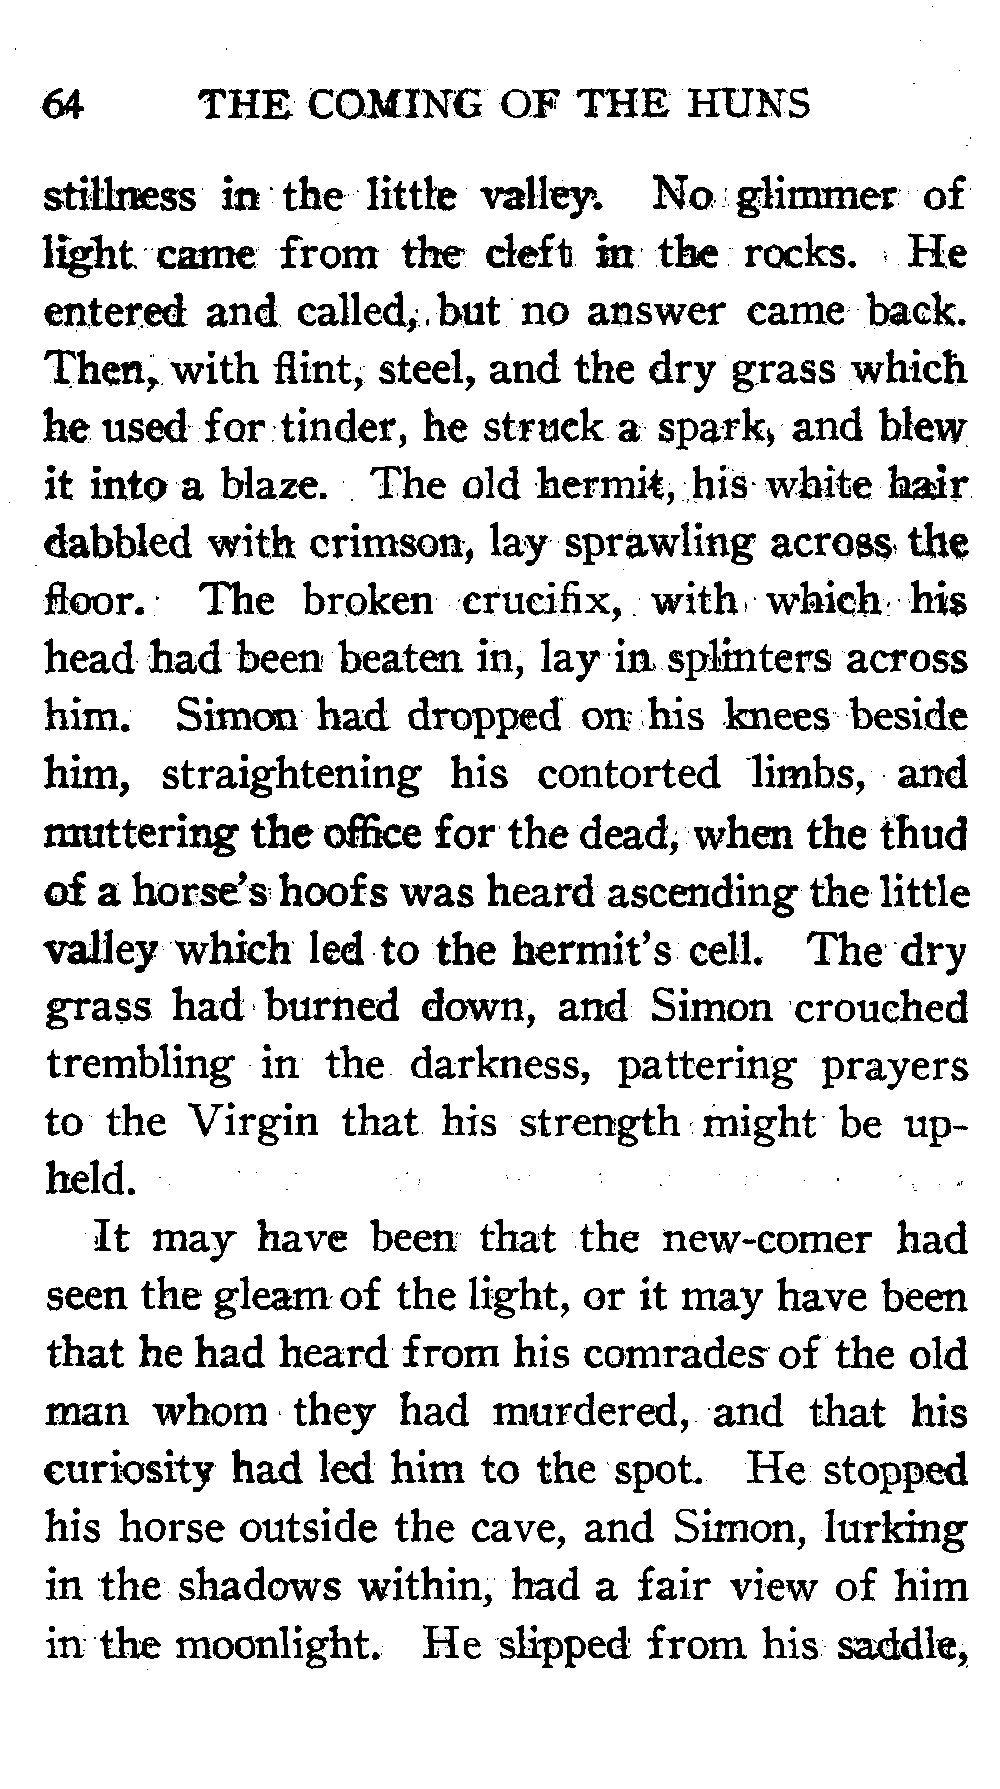 64 THE COMING OF THE HUNS
stillness in the little valley. No glimmer of
light came from the cleft in the rocks. He
entered and called, but no answer came back.
Then, with flint, steel, and the dry grass which
he used for tinder, he struck a spark, and blew
it into a blaze. The old hermit, his white hair
dabbled with crimson, lay sprawling across the
floor. The broken crucifix, with which his
head had been beaten in, lay in splinters across
him. Simon had dropped on his knees beside
him, straightening his contorted limbs, and
muttering the office for the dead, when the thud
of a horse's hoofs was heard ascending the little
valley which led to the hermit's cell. The dry
grass had burned down, and Simon crouched
trembling in the darkness, pattering prayers
to the Virgin that his strength might be up-
held.
It may have been that the new-comer had
seen the gleam of the light, or it may have been
that he had heard from his comrades of the old
man whom they had murdered, and that his
curiosity had led him to the spot. He stopped
his horse outside the cave, and Simon, lurking
in the shadows within, had a fair view of him
in the moonlight. He slipped from his saddle,